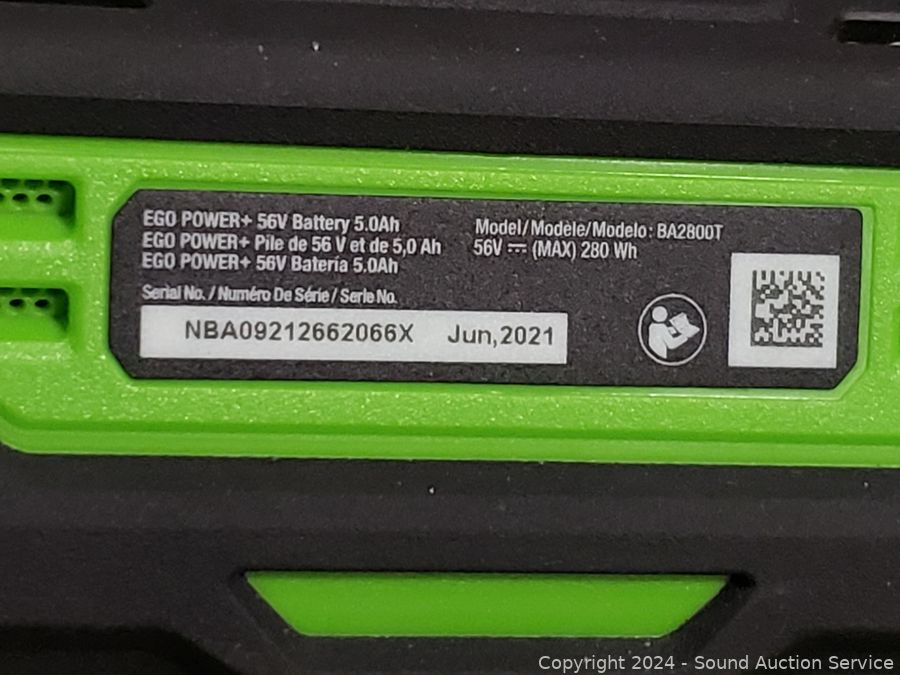 EGO POWER+ 56V Battery 5.0Ah
EGO POWER+ Pile de 56 V et de 5,0 Ah
EGO POWER+ 56V Batería 5.0Ah
Model/Modèle/Modelo: BA2800T
56V ⎓ (MAX) 280 Wh
Serial No. / Numéro De Série / Serie No.
NBA09212662066X Jun,2021
Copyright 2024 - Sound Auction Service